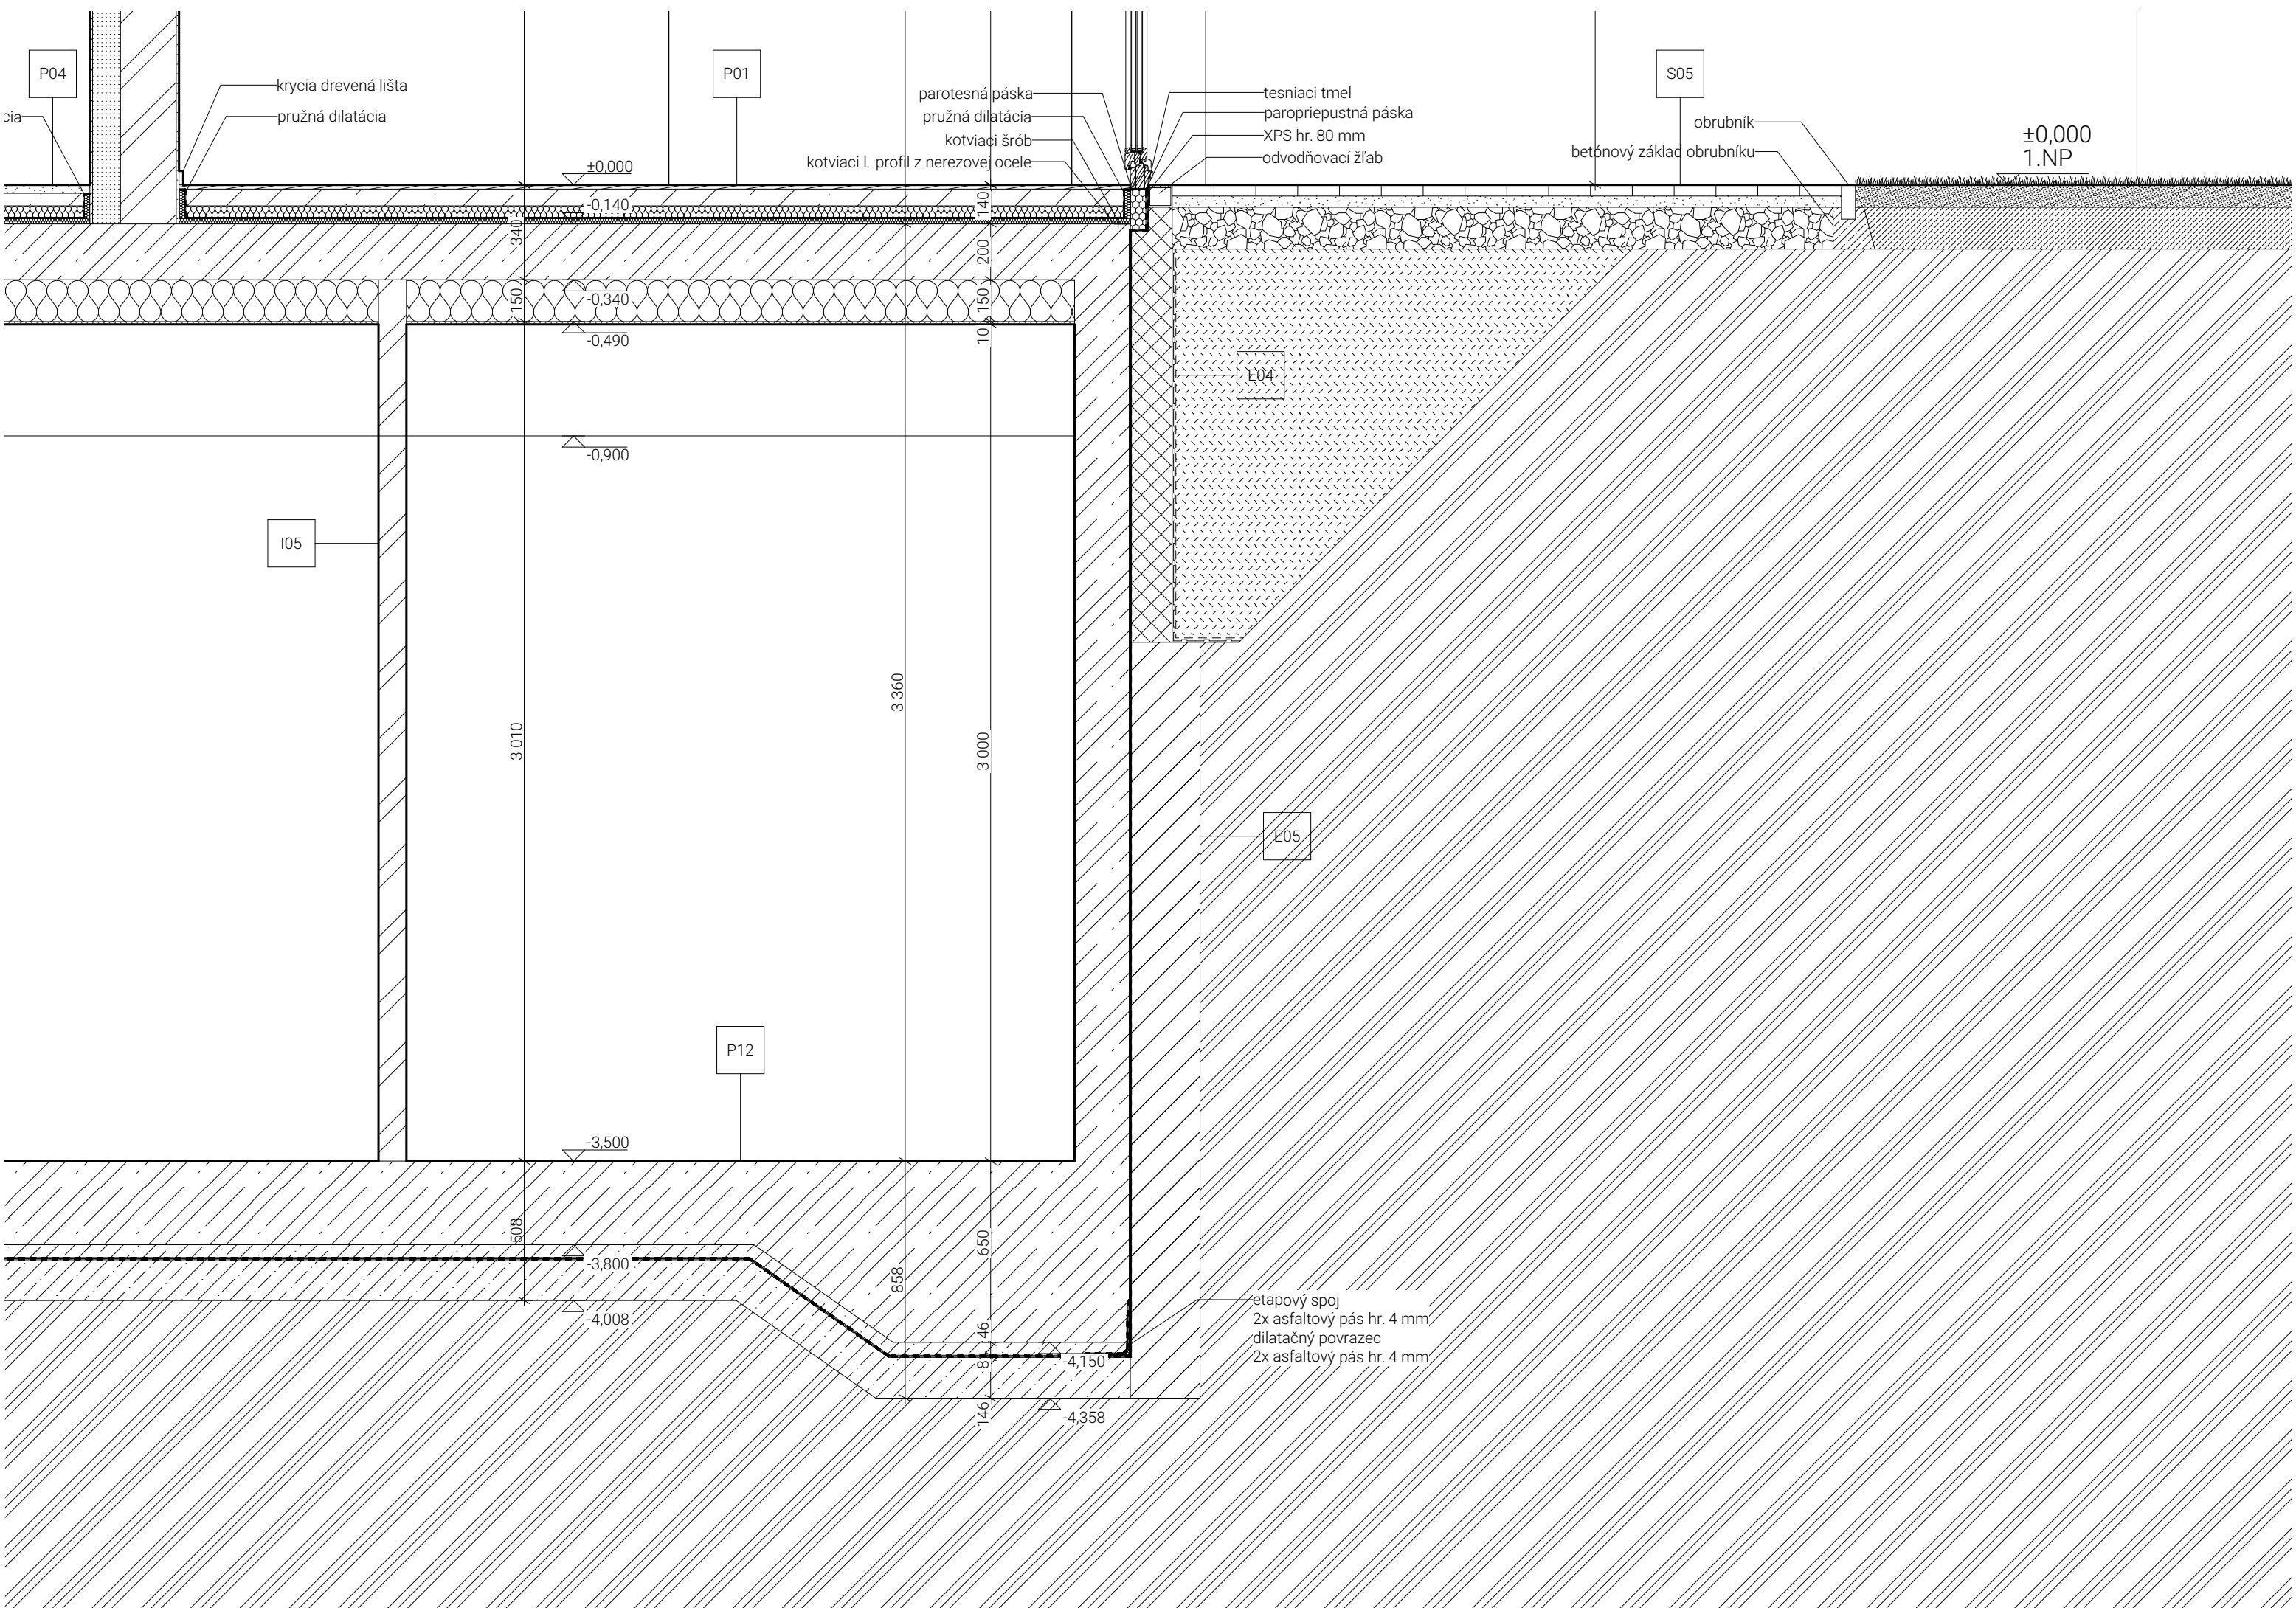 P04
krycia drevená lišta
cia
pružná dilatácia
P01
parotesná páska
pružná dilatácia
kotviaci šrób
kotviaci L profil z nerezovej ocele
tesniaci tmel
paropriepustná páska
XPS hr. 80 mm
odvodňovací žľab
S05
obrubník
betónový základ obrubníku
±0,000
1.NP
±0,000
-0,140
340
140
200
150
-0,340
150
10
-0,490
E04
-0,900
I05
3 010
3 360
3 000
E05
P12
-3,500
508
-3,800
-4,008
858
650
46
8
146
-4,150
-4,358
etapový spoj
2x asfaltový pás hr. 4 mm
dilatačný povrazec
2x asfaltový pás hr. 4 mm